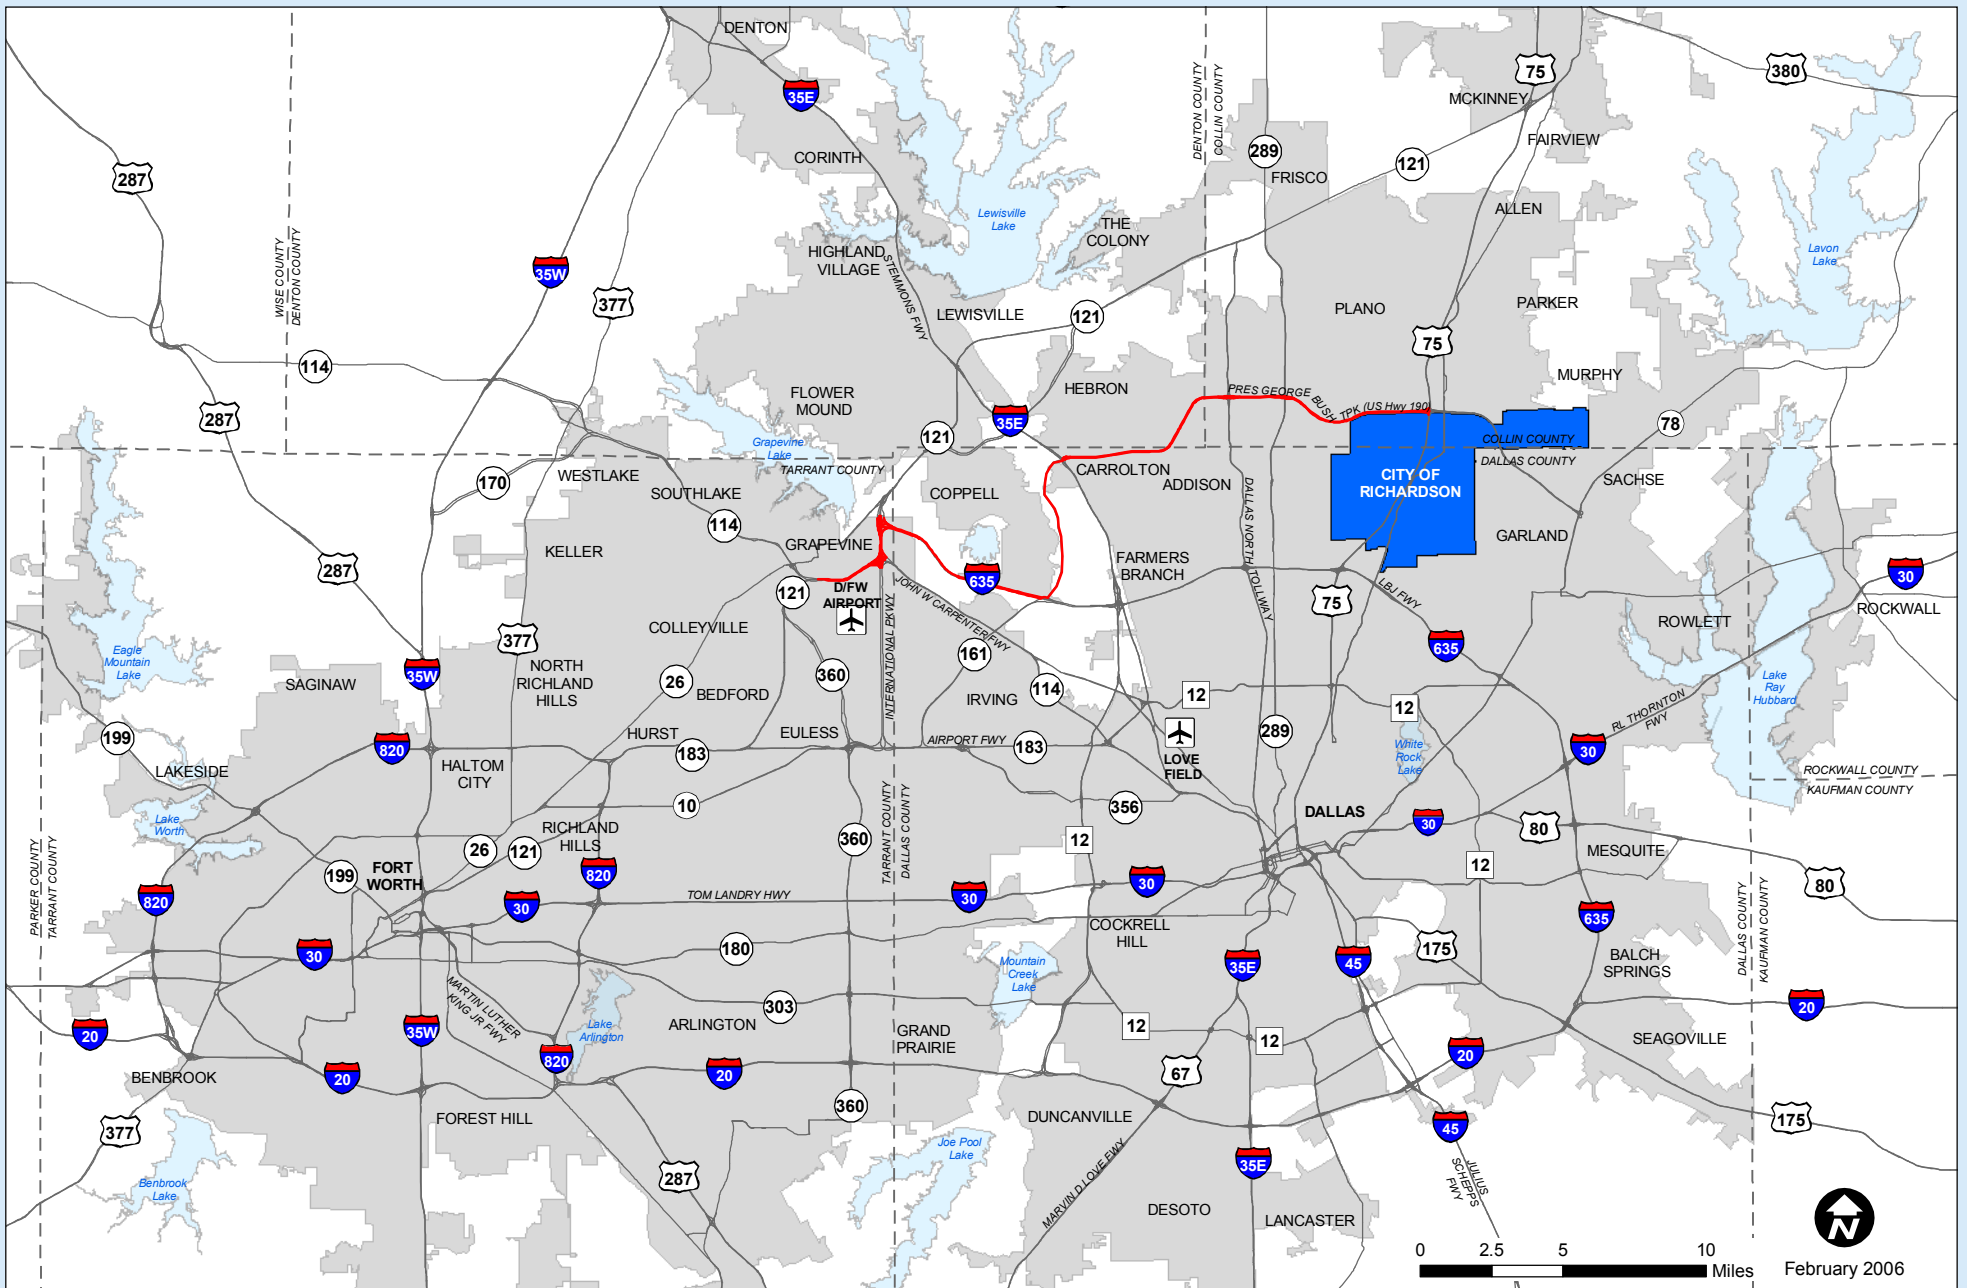 DENTON
35E
75
380
MCKINNEY
DENTON COUNTY
COLLIN COUNTY
FAIRVIEW
289
CORINTH
121
287
FRISCO
ALLEN
Lewisville
Lake
THE
COLONY
Lavon
Lake
HIGHLAND
VILLAGE
WISE COUNTY
DENTON COUNTY
35W
STEMMONS FWY
377
PARKER
PLANO
LEWISVILLE
121
75
114
MURPHY
HEBRON
PRES GEORGE
BUSH
TPK (US Hwy 190)
FLOWER
MOUND
287
35E
78
121
Grapevine
Lake
COLLIN COUNTY
DALLAS COUNTY
TARRANT COUNTY
CARROLTON
WESTLAKE
CITY OF
RICHARDSON
170
ADDISON
SACHSE
SOUTHLAKE
COPPELL
114
GARLAND
KELLER
GRAPEVINE
DALLAS NORTH TOLLWAY
FARMERS
BRANCH
287
635
30
D/FW
AIRPORT
121
JOHN W CARPENTER FWY
LBJ FWY
75
ROCKWALL
COLLEYVILLE
INTERNATIONAL PKWY
ROWLETT
377
635
Eagle
Mountain
Lake
161
35W
NORTH
RICHLAND
HILLS
360
SAGINAW
26
BEDFORD
114
12
IRVING
12
Lake
Ray
Hubbard
RL THORNTON
FWY
199
820
HURST
183
EULESS
AIRPORT FWY
183
289
30
LOVE
FIELD
White
Rock
Lake
HALTOM
CITY
LAKESIDE
ROCKWALL COUNTY
KAUFMAN COUNTY
10
356
DALLAS
30
80
Lake
Worth
RICHLAND
HILLS
TARRANT COUNTY
DALLAS COUNTY
360
12
26
121
MESQUITE
12
FORT
WORTH
199
820
30
80
820
30
TOM LANDRY HWY
30
PARKER COUNTY
TARRANT COUNTY
635
DALLAS COUNTY
KAUFMAN COUNTY
COCKRELL
HILL
180
175
30
BALCH
SPRINGS
35E
45
Mountain
Creek
Lake
MARTIN LUTHER
KING JR FWY
303
20
20
35W
Lake
Arlington
ARLINGTON
GRAND
PRAIRIE
12
12
SEAGOVILLE
820
20
BENBROOK
20
20
67
360
FOREST HILL
DUNCANVILLE
175
377
45
Joe Pool
Lake
35E
287
MARVIN D LOVE FWY
JULIUS
SCHEPPS
FWY
Benbrook
Lake
DESOTO
LANCASTER
N
0 2.5 5 10
Miles
February 2006